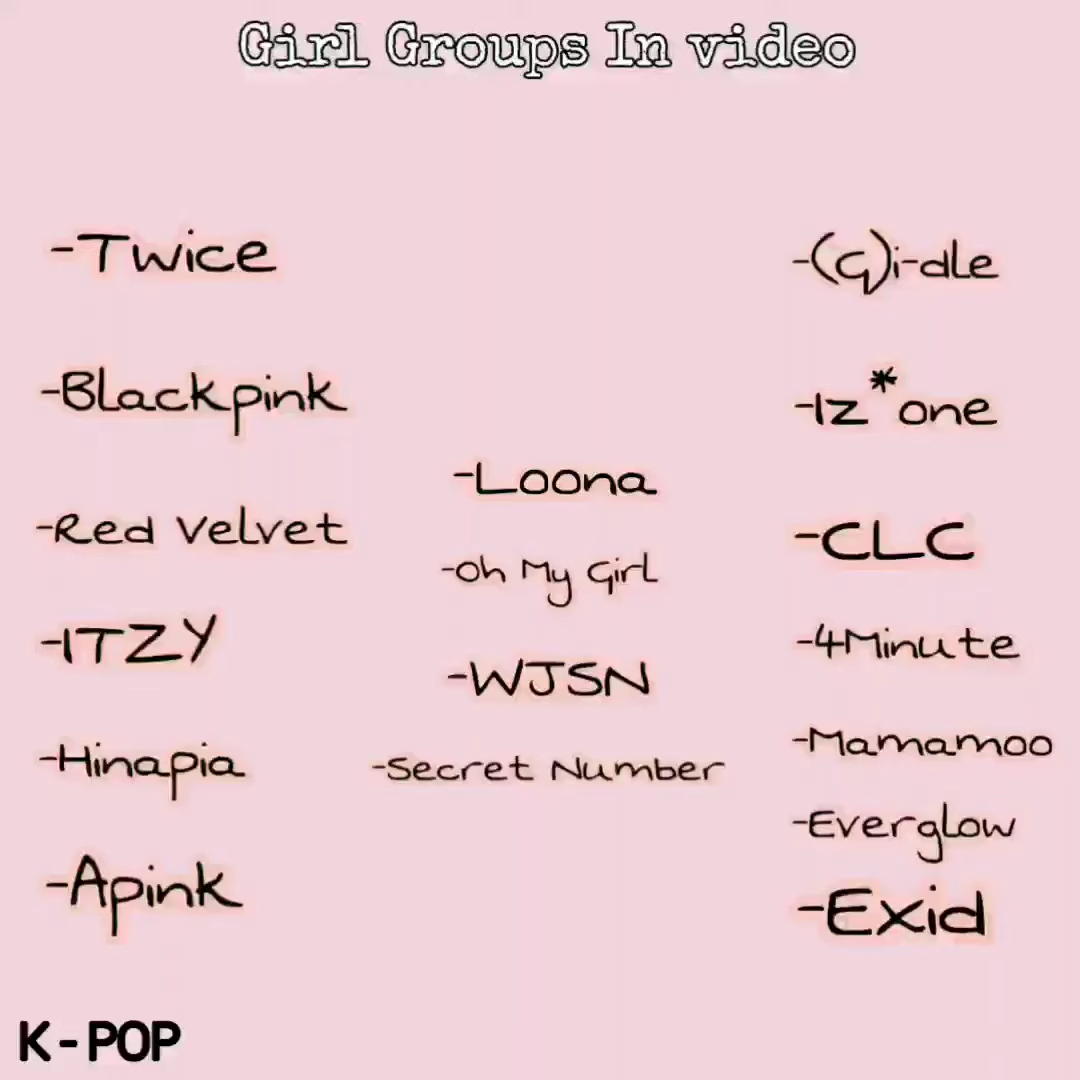 Girl Groups In video
-Twice
-Blackpink
-Red Velvet
-ITZY
-Hinapia
-Apink
-Loona
-Oh My Girl
-WJSN
-Secret Number
-(G)i-dle
-Iz*one
-CLC
-4Minute
-Mamamoo
-Everglow
-Exid
K-POP